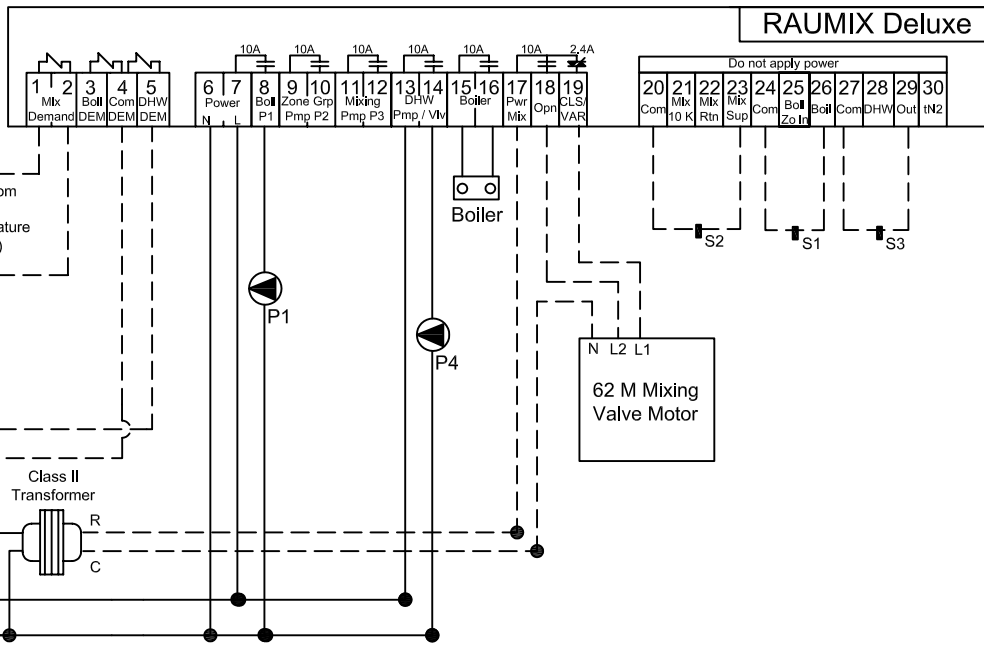 RAUMIX Deluxe
10A 10A 10A 10A 10A 10A 2.4A
Do not apply power
1 2 3 4 5 6 7 8 9 10 11 12 13 14 15 16 17 18 19 20 21 22 23 24 25 26 27 28 29 30
Mix Demand
Boil DEM
Com DEM
DHW DEM
Power
N L
Boil P1
Zone Grp Pmp P2
Mixing Pmp P3
DHW Pmp / Vlv
Boiler
Pwr Mix
Opn
CLS/ VAR
Com
Mix 10 K
Mix Rtn
Mix Sup
Com
Boil Zo In
Boil
Com
DHW
Out
tN2
om
ature
)
Boiler
S2
S1
S3
P1
P4
N L2 L1
62 M Mixing
Valve Motor
Class II
Transformer
R
C